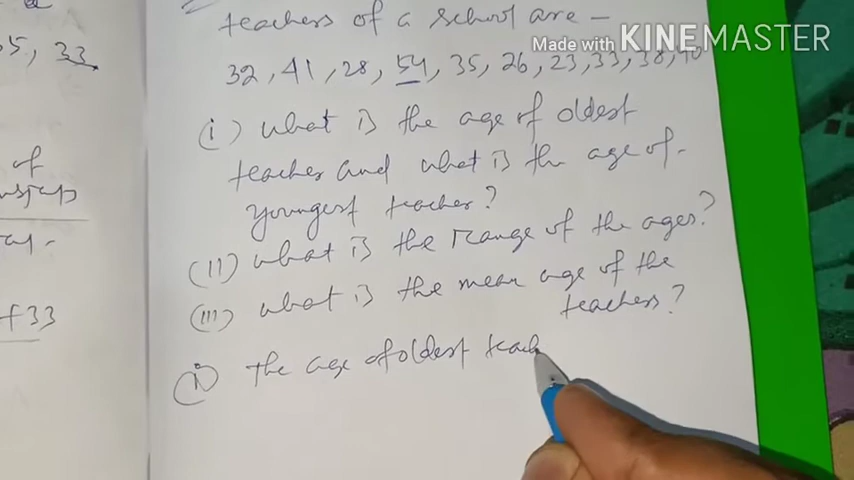 teachers of a school are -
Made with KINEMASTER
5, 33
32, 41, 28, 54, 35, 26, 23, 33, 38, 40
(i) what is the age of oldest
of
teacher and what is the age of
youngest teacher?
(II) what is the range of the ages?
(III) what is the mean age of the
teachers?
+33
(i) The age of oldest teach